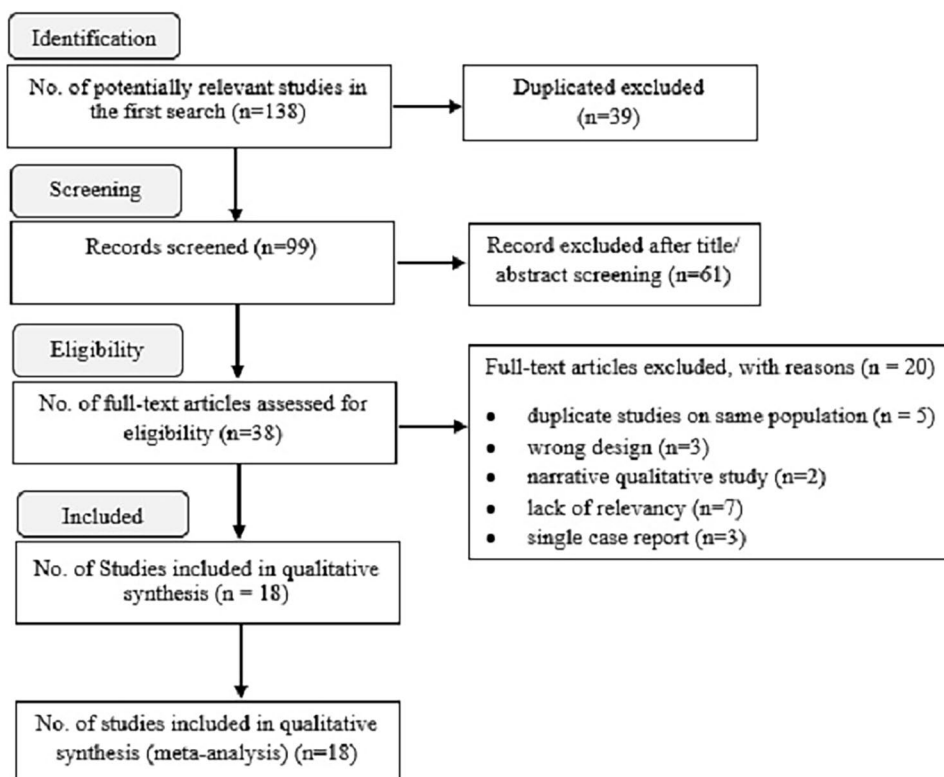 Identification
No. of potentially relevant studies in
the first search (n=138)
Duplicated excluded
(n=39)
Screening
Records screened (n=99)
Record excluded after title/
abstract screening (n=61)
Eligibility
No. of full-text articles assessed for
eligibility (n=38)
Full-text articles excluded, with reasons (n = 20)
• duplicate studies on same population (n = 5)
• wrong design (n=3)
• narrative qualitative study (n=2)
• lack of relevancy (n=7)
• single case report (n=3)
Included
No. of Studies included in qualitative
synthesis (n = 18)
No. of studies included in qualitative
synthesis (meta-analysis) (n=18)